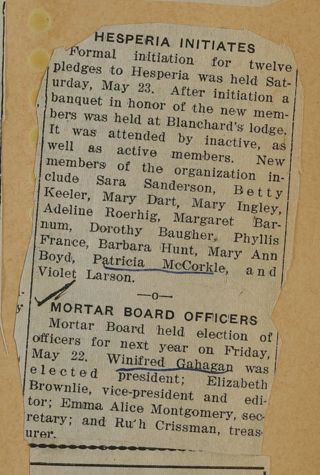 HESPERIA INITIATES
Formal initiation for twelve
pledges to Hesperia was held Sat-
urday, May 23. After initiation a
banquet in honor of the new mem-
bers was held at Blanchard's lodge.
It was attended by inactive, as
well as active members. New
members of the organization in-
clude Sara Sanderson, Betty
Keeler, Mary Dart, Mary Ingley,
Adeline Roerhig, Margaret Bar-
num, Dorothy Baugher, Phyllis
France, Barbara Hunt, Mary Ann
Boyd, Patricia McCorkle, and
Violet Larson.
—o—
MORTAR BOARD OFFICERS
Mortar Board held election of
officers for next year on Friday,
May 22. Winifred Gahagan was
elected president; Elizabeth
Brownlie, vice-president and edi-
tor; Emma Alice Montgomery, sec-
retary; and Ruth Crissman, treas-
urer.